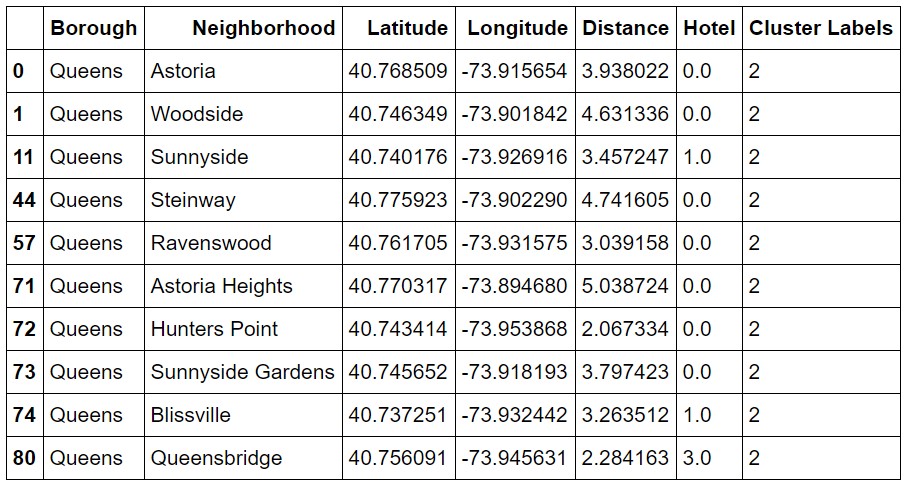 Borough Neighborhood Latitude Longitude Distance Hotel Cluster Labels
0 Queens Astoria 40.768509 -73.915654 3.938022 0.0 2
1 Queens Woodside 40.746349 -73.901842 4.631336 0.0 2
11 Queens Sunnyside 40.740176 -73.926916 3.457247 1.0 2
44 Queens Steinway 40.775923 -73.902290 4.741605 0.0 2
57 Queens Ravenswood 40.761705 -73.931575 3.039158 0.0 2
71 Queens Astoria Heights 40.770317 -73.894680 5.038724 0.0 2
72 Queens Hunters Point 40.743414 -73.953868 2.067334 0.0 2
73 Queens Sunnyside Gardens 40.745652 -73.918193 3.797423 0.0 2
74 Queens Blissville 40.737251 -73.932442 3.263512 1.0 2
80 Queens Queensbridge 40.756091 -73.945631 2.284163 3.0 2